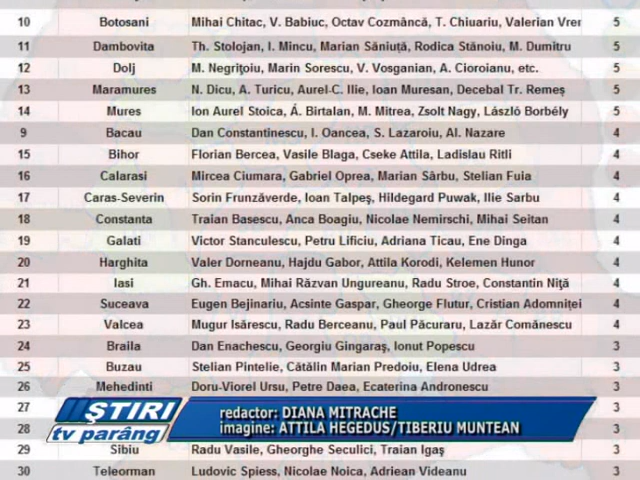 10 Botosani Mihai Chitac, V. Babiuc, Octav Cozmâncă, T. Chiuariu, Valerian Vrer 5
11 Dambovita Th. Stolojan, I. Mincu, Marian Săniuţă, Rodica Stănoiu, M. Dumitru 5
12 Dolj M. Negriţoiu, Marin Sorescu, V. Vosganian, A. Cioroianu, etc. 5
13 Maramures N. Dicu, A. Turicu, Aurel-C. Ilie, Ioan Muresan, Decebal Tr. Remeș 5
14 Mureș Ion Aurel Stoica, Á. Birtalan, M. Mitrea, Zsolt Nagy, László Borbély 5
9 Bacau Dan Constantinescu, I. Oancea, S. Lazaroiu, Al. Nazare 4
15 Bihor Florian Bercea, Vasile Blaga, Cseke Attila, Ladislau Ritli 4
16 Calarasi Mircea Ciumara, Gabriel Oprea, Marian Sârbu, Stelian Fuia 4
17 Caras-Severin Sorin Frunzăverde, Ioan Talpeş, Hildegard Puwak, Ilie Sarbu 4
18 Constanta Traian Basescu, Anca Boagiu, Nicolae Nemirschi, Mihai Seitan 4
19 Galati Victor Stanculescu, Petru Lificiu, Adriana Ticau, Ene Dinga 4
20 Harghita Valer Dorneanu, Hajdu Gabor, Attila Korodi, Kelemen Hunor 4
21 Iasi Gh. Emacu, Mihai Răzvan Ungureanu, Radu Stroe, Constantin Niţă 4
22 Suceava Eugen Bejinariu, Acsinte Gaspar, Gheorge Flutur, Cristian Adomniței 4
23 Valcea Mugur Isărescu, Radu Berceanu, Paul Păcuraru, Lazăr Comănescu 4
24 Braila Dan Enachescu, Georgiu Gingaraş, Ionut Popescu 3
25 Buzau Stelian Pintelie, Cătălin Marian Predoiu, Elena Udrea 3
26 Mehedinti Doru-Viorel Ursu, Petre Daea, Ecaterina Andronescu 3
27 3
28 3
ŞTIRI
tv parâng
redactor: DIANA MITRACHE
imagine: ATTILA HEGEDUS/TIBERIU MUNTEAN
29 Sibiu Radu Vasile, Gheorghe Seculici, Traian Igaş 3
30 Teleorman Ludovic Spiess, Nicolae Noica, Adriean Videanu 3